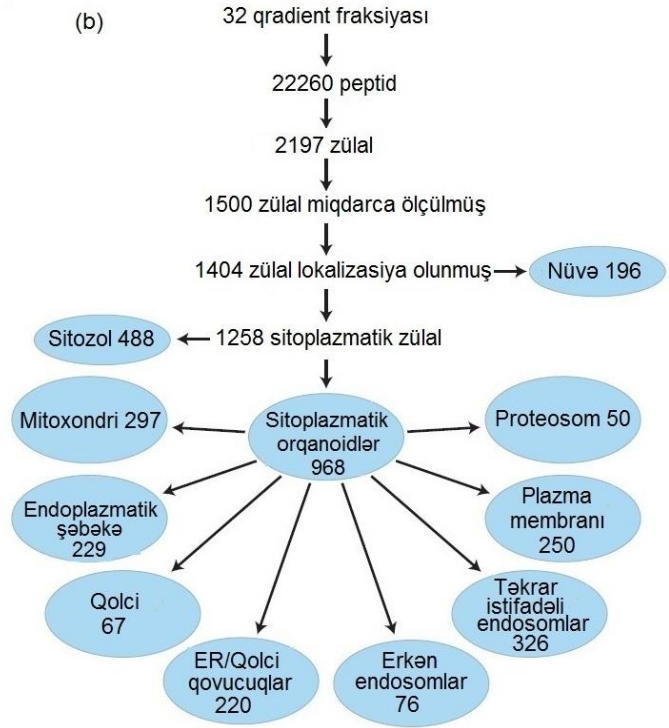 (b)
32 qradient fraksiyası
22260 peptid
2197 zülal
1500 zülal miqdarca ölçülmüş
1404 zülal lokalizasiya olunmuş
Nüvə 196
Sitozol 488
1258 sitoplazmatik zülal
Mitoxondri 297
Sitoplazmatik
orqanoidlər
968
Proteosom 50
Endoplazmatik
şəbəkə
229
Plazma
membranı
250
Qolci
67
Təkrar
istifadəli
endosomlar
326
ER/Qolci
qovucuqlar
220
Erkən
endosomlar
76